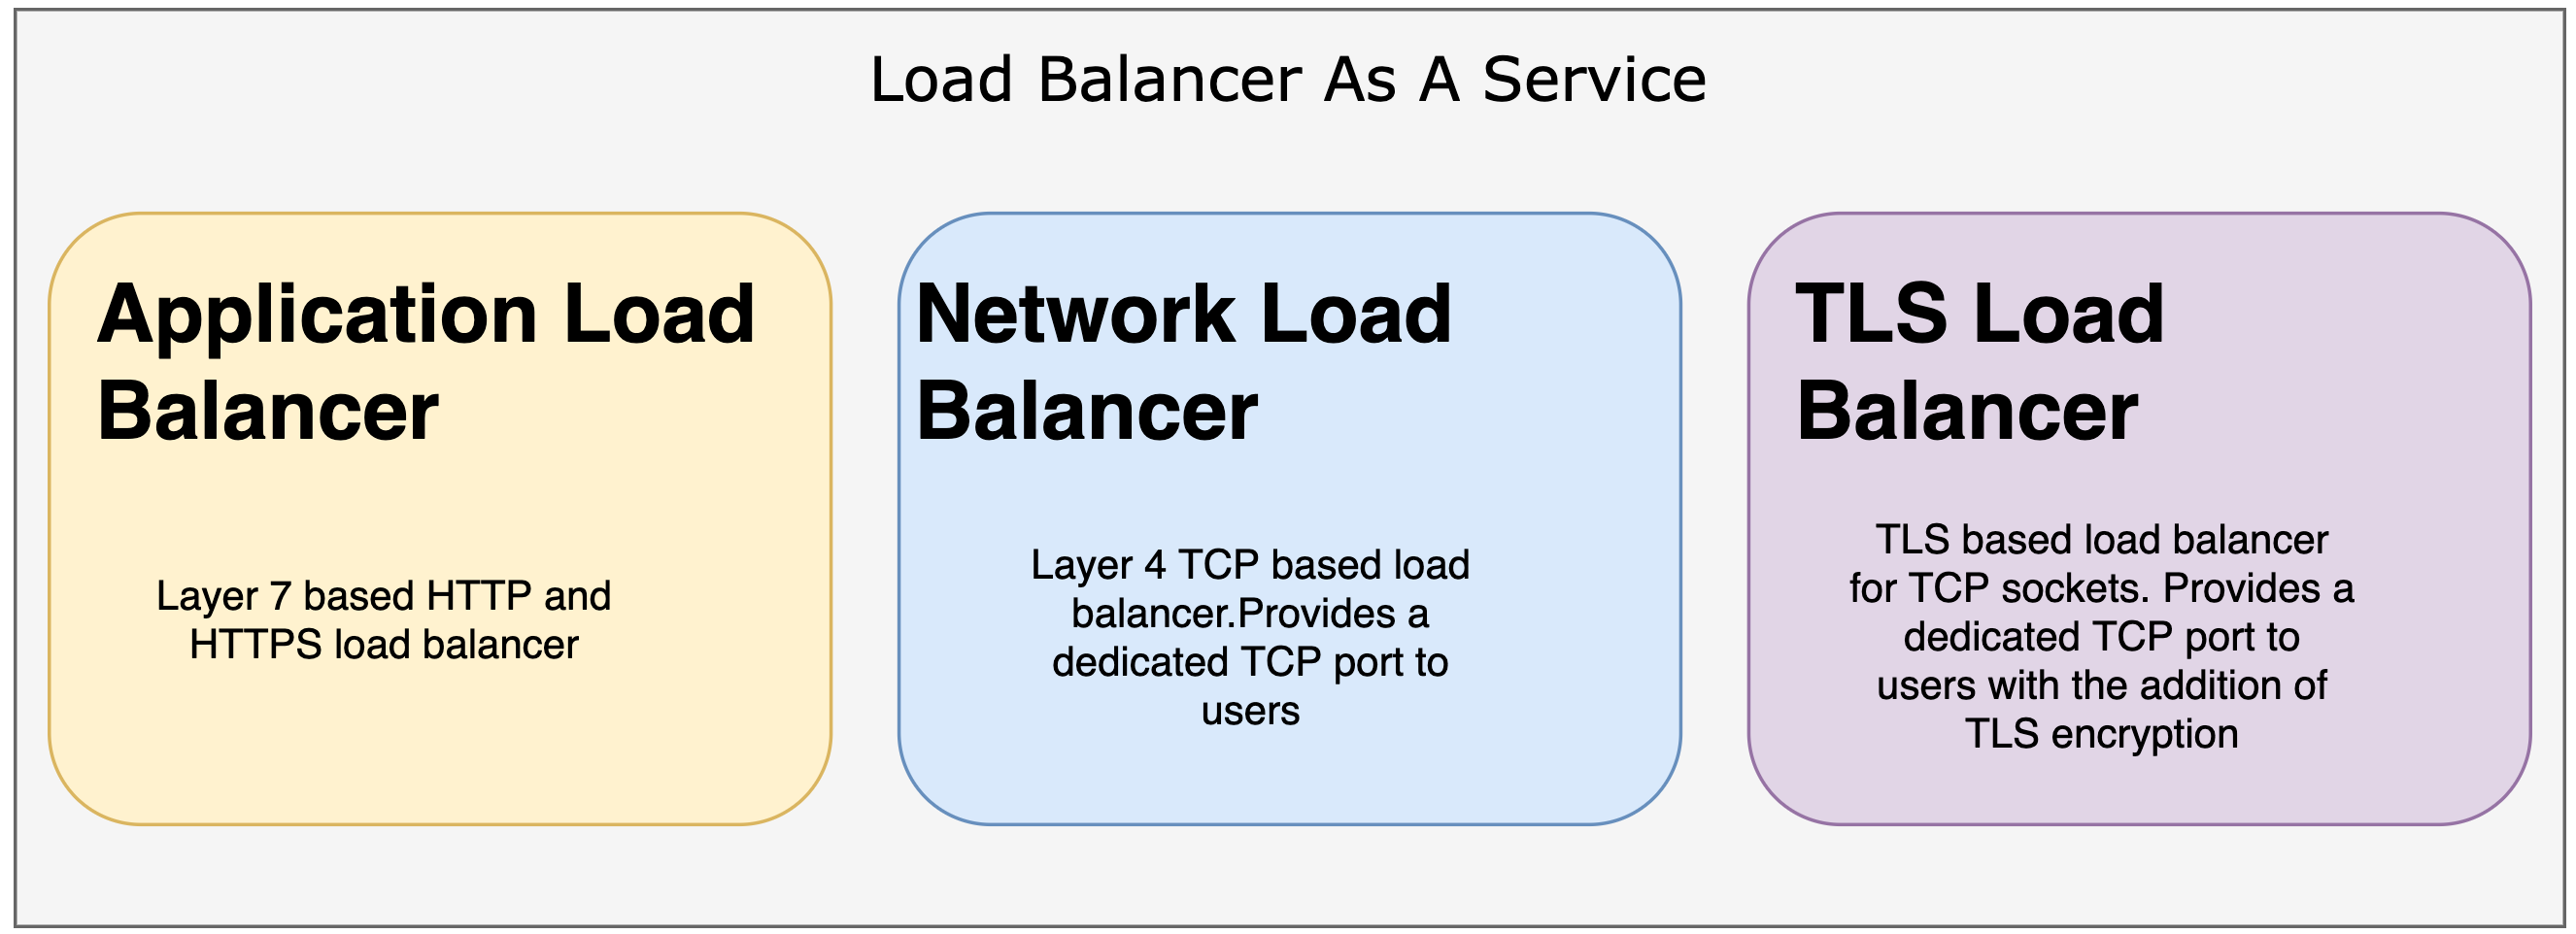 Load Balancer As A Service
Application Load
Balancer
Layer 7 based HTTP and
HTTPS load balancer
Network Load
Balancer
Layer 4 TCP based load
balancer.Provides a
dedicated TCP port to
users
TLS Load
Balancer
TLS based load balancer
for TCP sockets. Provides a
dedicated TCP port to
users with the addition of
TLS encryption